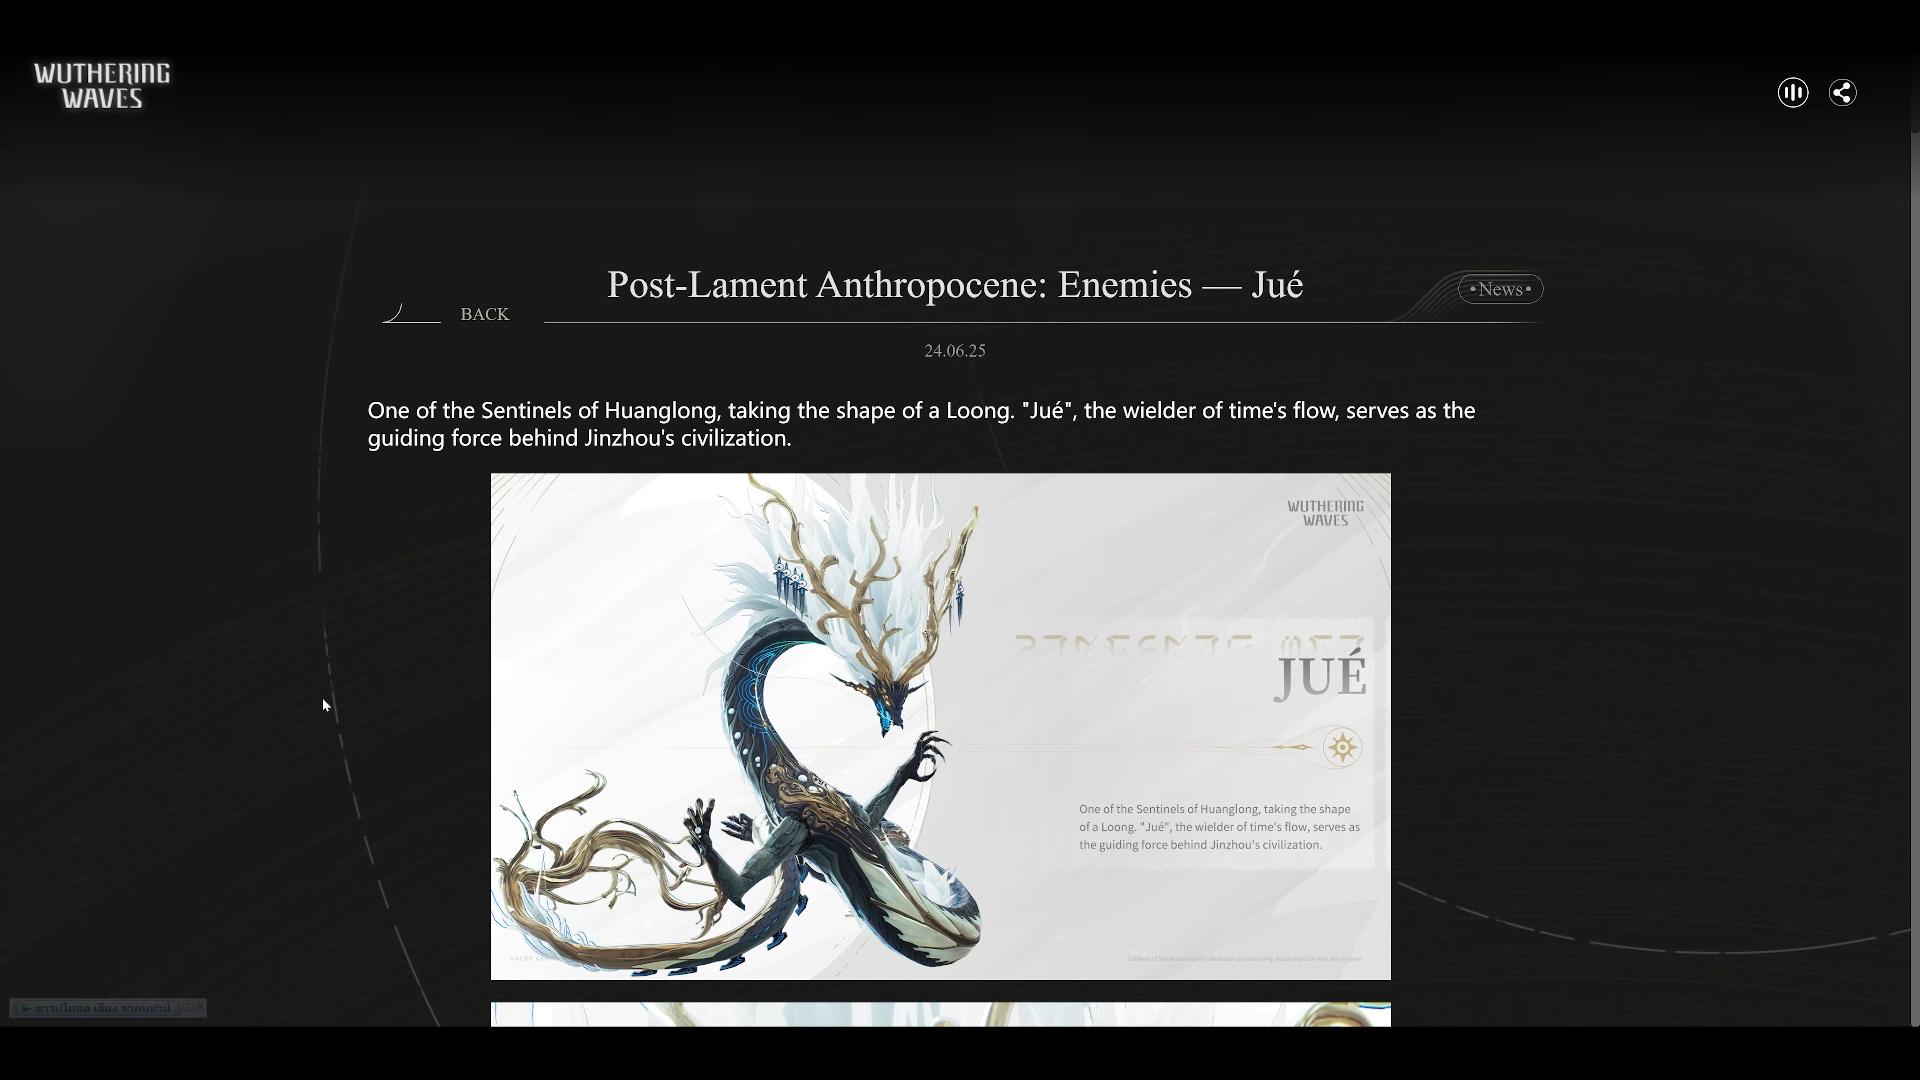 WUTHERING
WAVES
Post-Lament Anthropocene: Enemies — Jué
•News•
BACK
24.06.25
One of the Sentinels of Huanglong, taking the shape of a Loong. "Jué", the wielder of time's flow, serves as the
guiding force behind Jinzhou's civilization.
WUTHERING
WAVES
JUÉ
One of the Sentinels of Huanglong, taking the shape
of a Loong. "Jué", the wielder of time's flow, serves as
the guiding force behind Jinzhou's civilization.